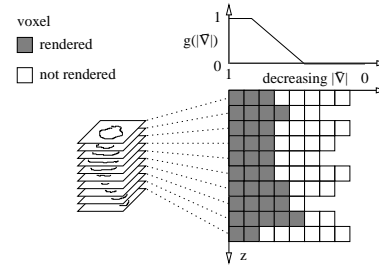 voxel
rendered
not rendered
1
g(|∇|)
0
1
decreasing |∇|
0
z